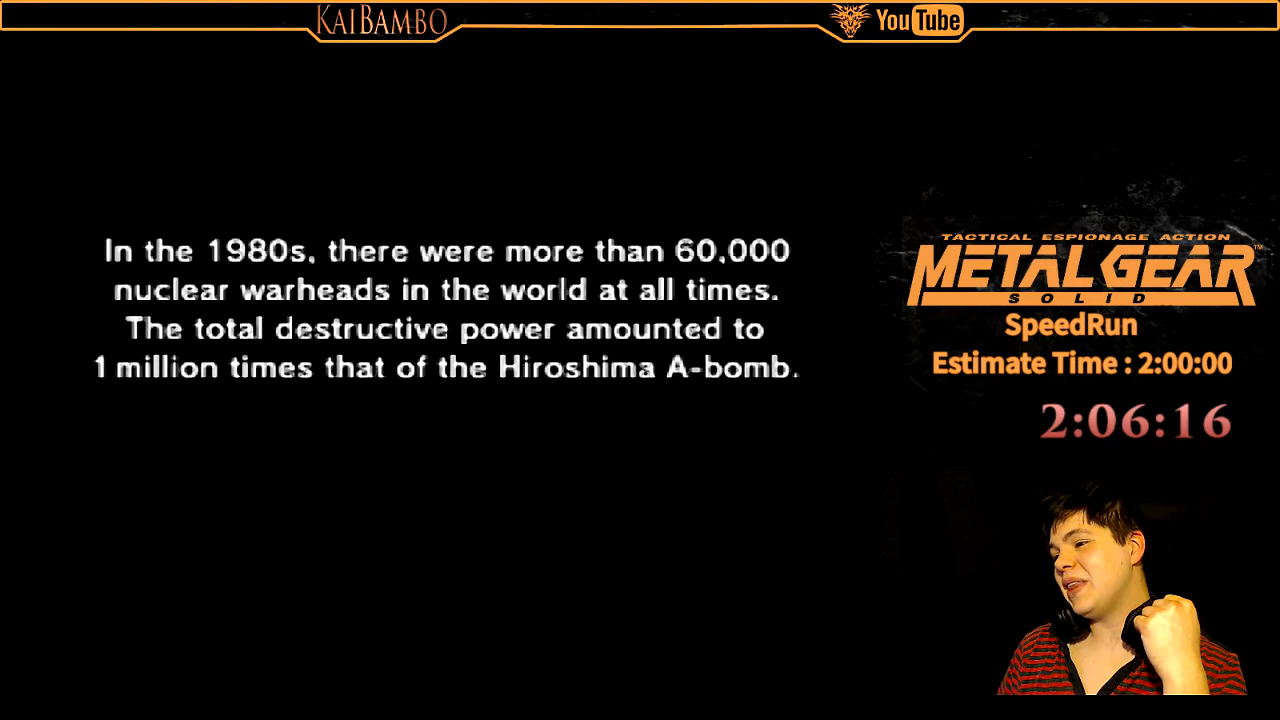 KAIBAMBO
YouTube
In the 1980s, there were more than 60,000
nuclear warheads in the world at all times.
The total destructive power amounted to
1 million times that of the Hiroshima A-bomb.
TACTICAL ESPIONAGE ACTION
METAL GEAR™
SOLID
SpeedRun
Estimate Time : 2:00:00
2:06:16